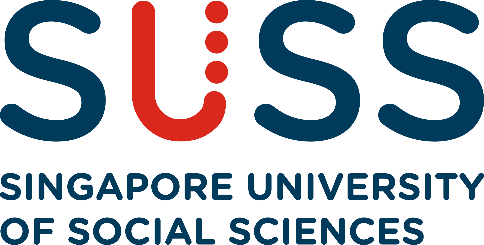 SUSS
SINGAPORE UNIVERSITY
OF SOCIAL SCIENCES